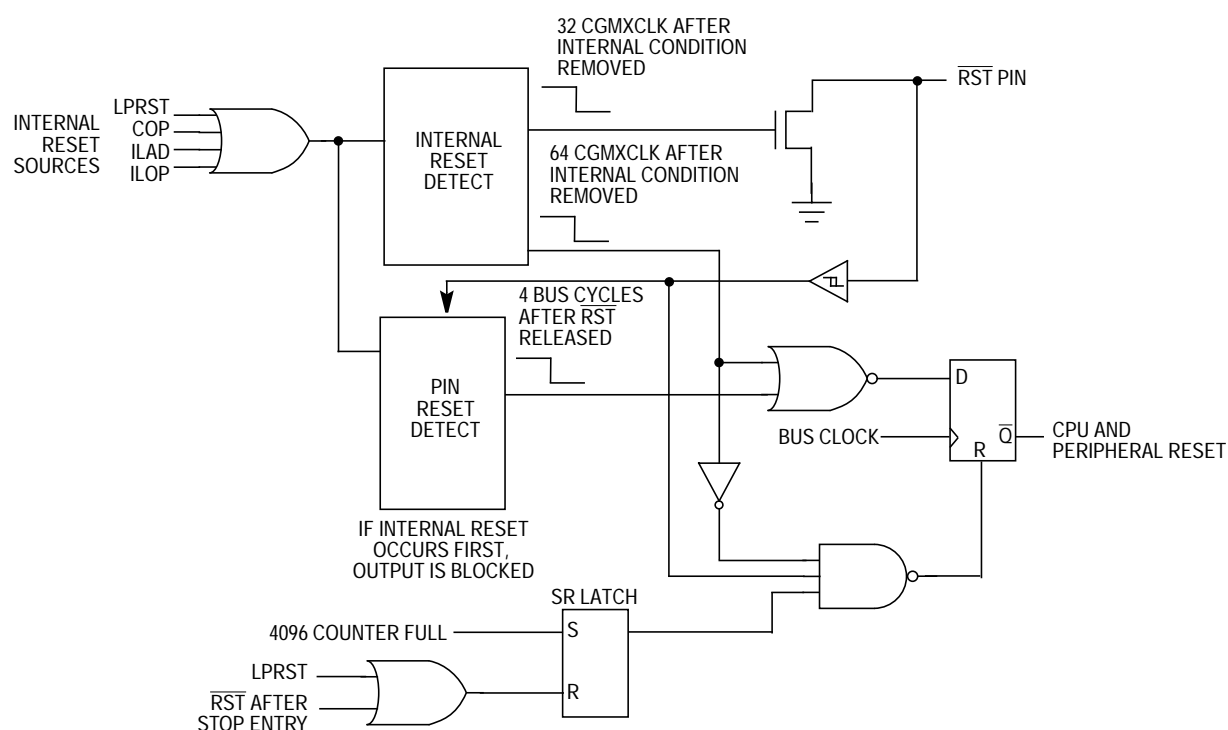 32 CGMXCLK AFTER
INTERNAL CONDITION
REMOVED
RST PIN
INTERNAL
RESET
SOURCES
LPRST
COP
ILAD
ILOP
INTERNAL
RESET
DETECT
64 CGMXCLK AFTER
INTERNAL CONDITION
REMOVED
4 BUS CYCLES
AFTER RST
RELEASED
PIN
RESET
DETECT
D
BUS CLOCK
Q
R
CPU AND
PERIPHERAL RESET
IF INTERNAL RESET
OCCURS FIRST,
OUTPUT IS BLOCKED
SR LATCH
4096 COUNTER FULL
S
LPRST
R
RST AFTER
STOP ENTRY